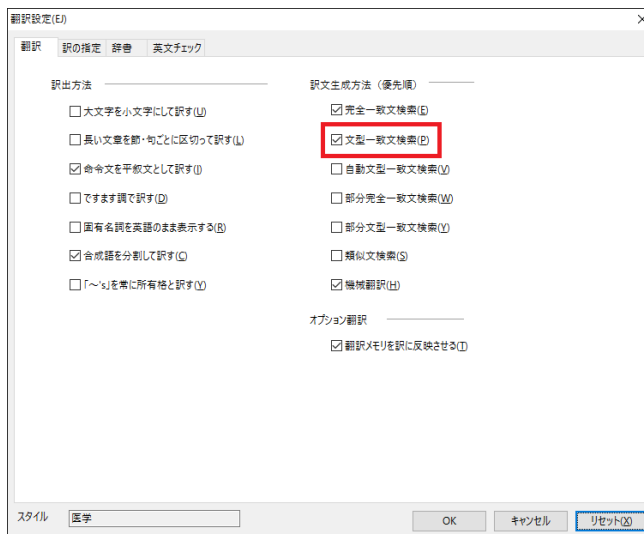 翻訳設定(EJ)
翻訳 訳の指定 辞書 英文チェック
訳出方法
大文字を小文字にして訳す(U)
長い文章を節・句ごとに区切って訳す(L)
命令文を平叙文として訳す(I)
ですます調で訳す(D)
固有名詞を英語のまま表示する(R)
合成語を分割して訳す(C)
「～'s」を常に所有格と訳す(Y)
訳文生成方法（優先順）
完全一致文検索(E)
文型一致文検索(P)
自動文型一致文検索(V)
部分完全一致文検索(W)
部分文型一致文検索(Y)
類似文検索(S)
機械翻訳(H)
オプション翻訳
翻訳メモリを訳に反映させる(T)
スタイル 医学
OK キャンセル リセット(X)